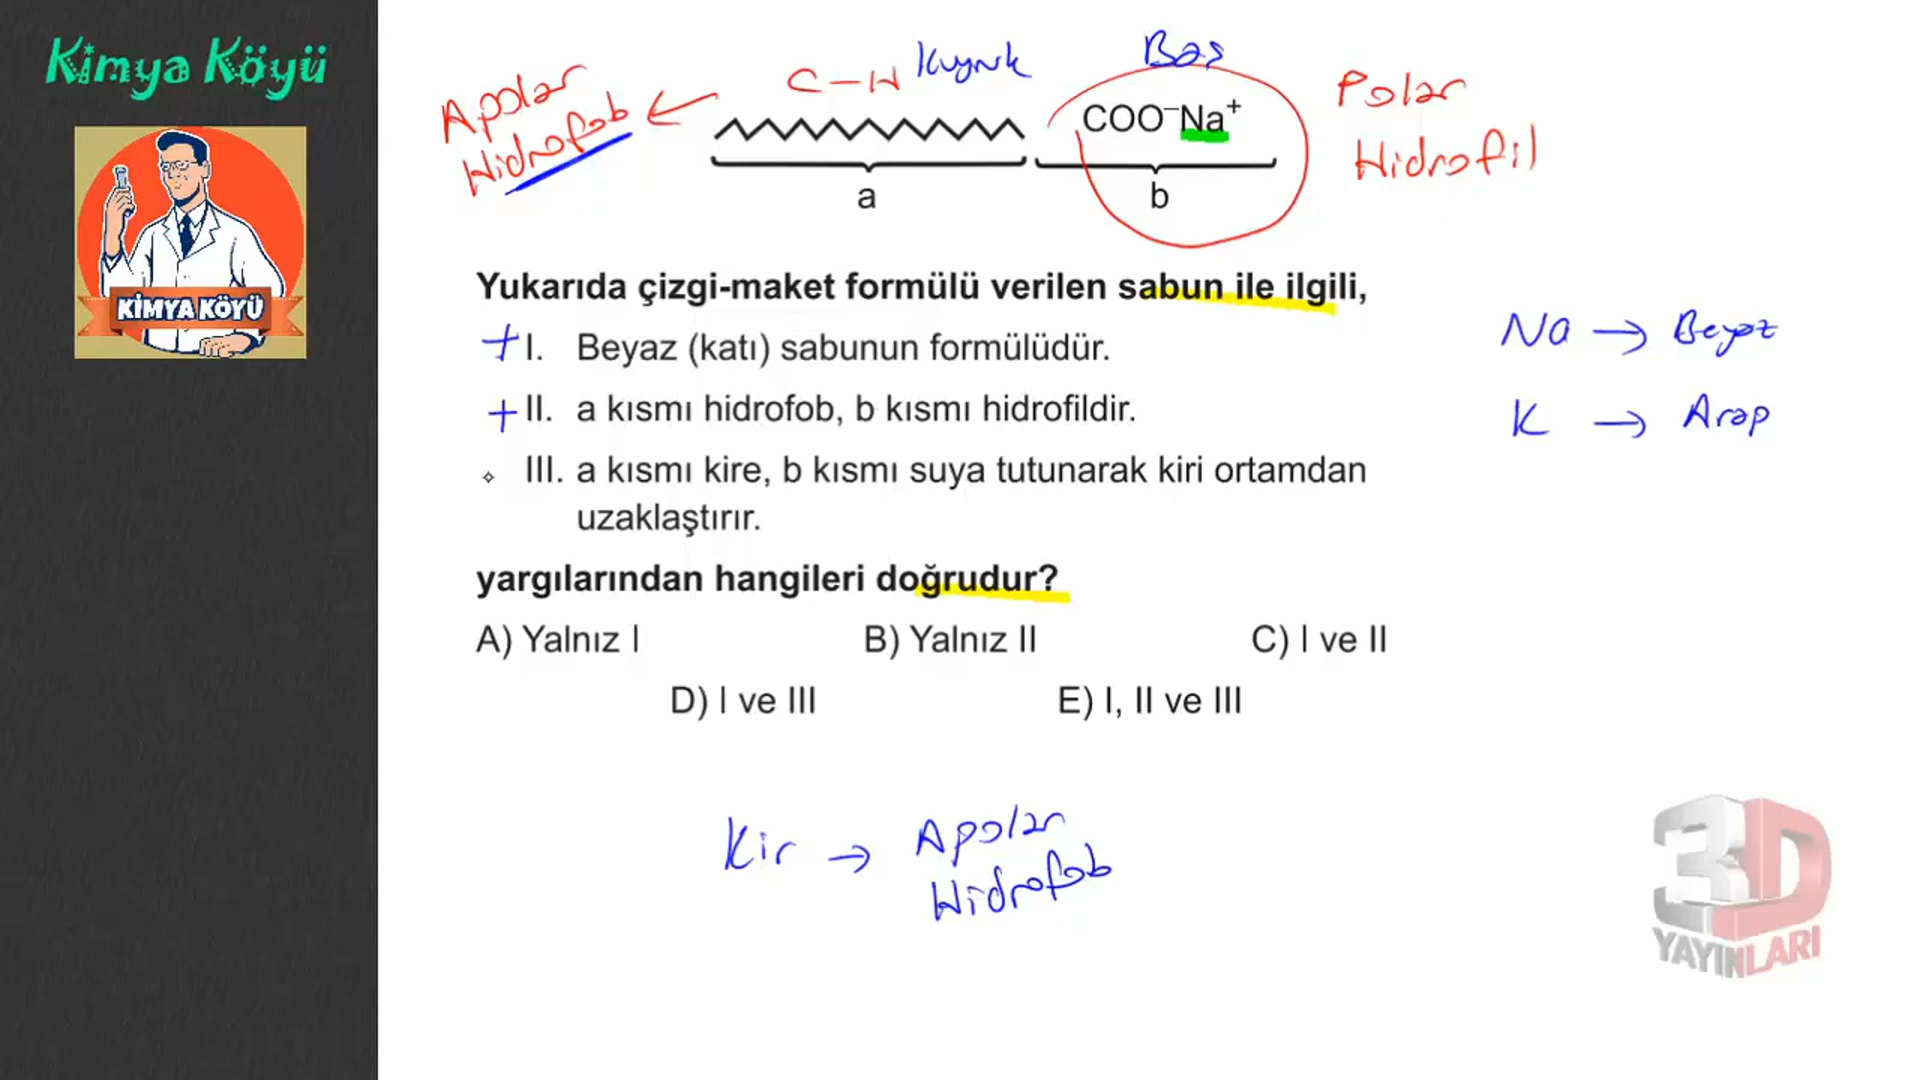 Kimya Köyü
KİMYA KÖYÜ
Apolar
Hidrofob
C-H Kuyruk
Baş
COO⁻Na⁺
Polar
Hidrofil
a
b
Yukarıda çizgi-maket formülü verilen sabun ile ilgili,
+ I. Beyaz (katı) sabunun formülüdür.
+ II. a kısmı hidrofob, b kısmı hidrofildir.
III. a kısmı kire, b kısmı suya tutunarak kiri ortamdan
uzaklaştırır.
yargılarından hangileri doğrudur?
A) Yalnız I B) Yalnız II C) I ve II
D) I ve III E) I, II ve III
Na → Beyaz
K → Arap
Kir → Apolar
Hidrofob
3D
YAYINLARI